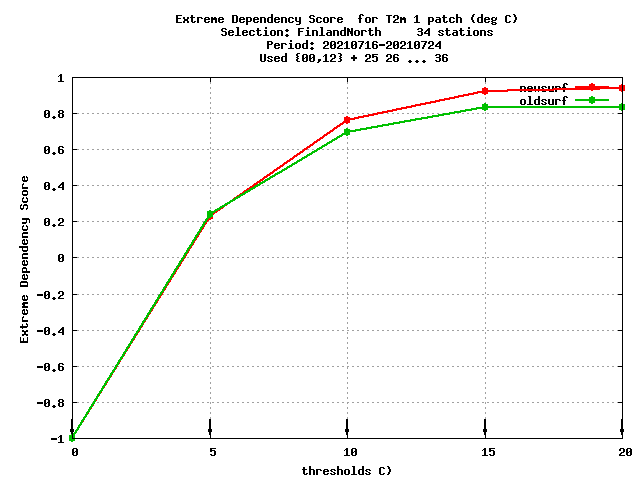 Extreme Dependency Score for T2m 1 patch (deg C)
Selection: FinlandNorth 34 stations
Period: 20210716-20210724
Used {00,12} + 25 26 ... 36
1
0.8
0.6
0.4
0.2
0
-0.2
-0.4
-0.6
-0.8
-1
Extreme Dependency Score
newsurf
oldsurf
0 5 10 15 20
thresholds C)